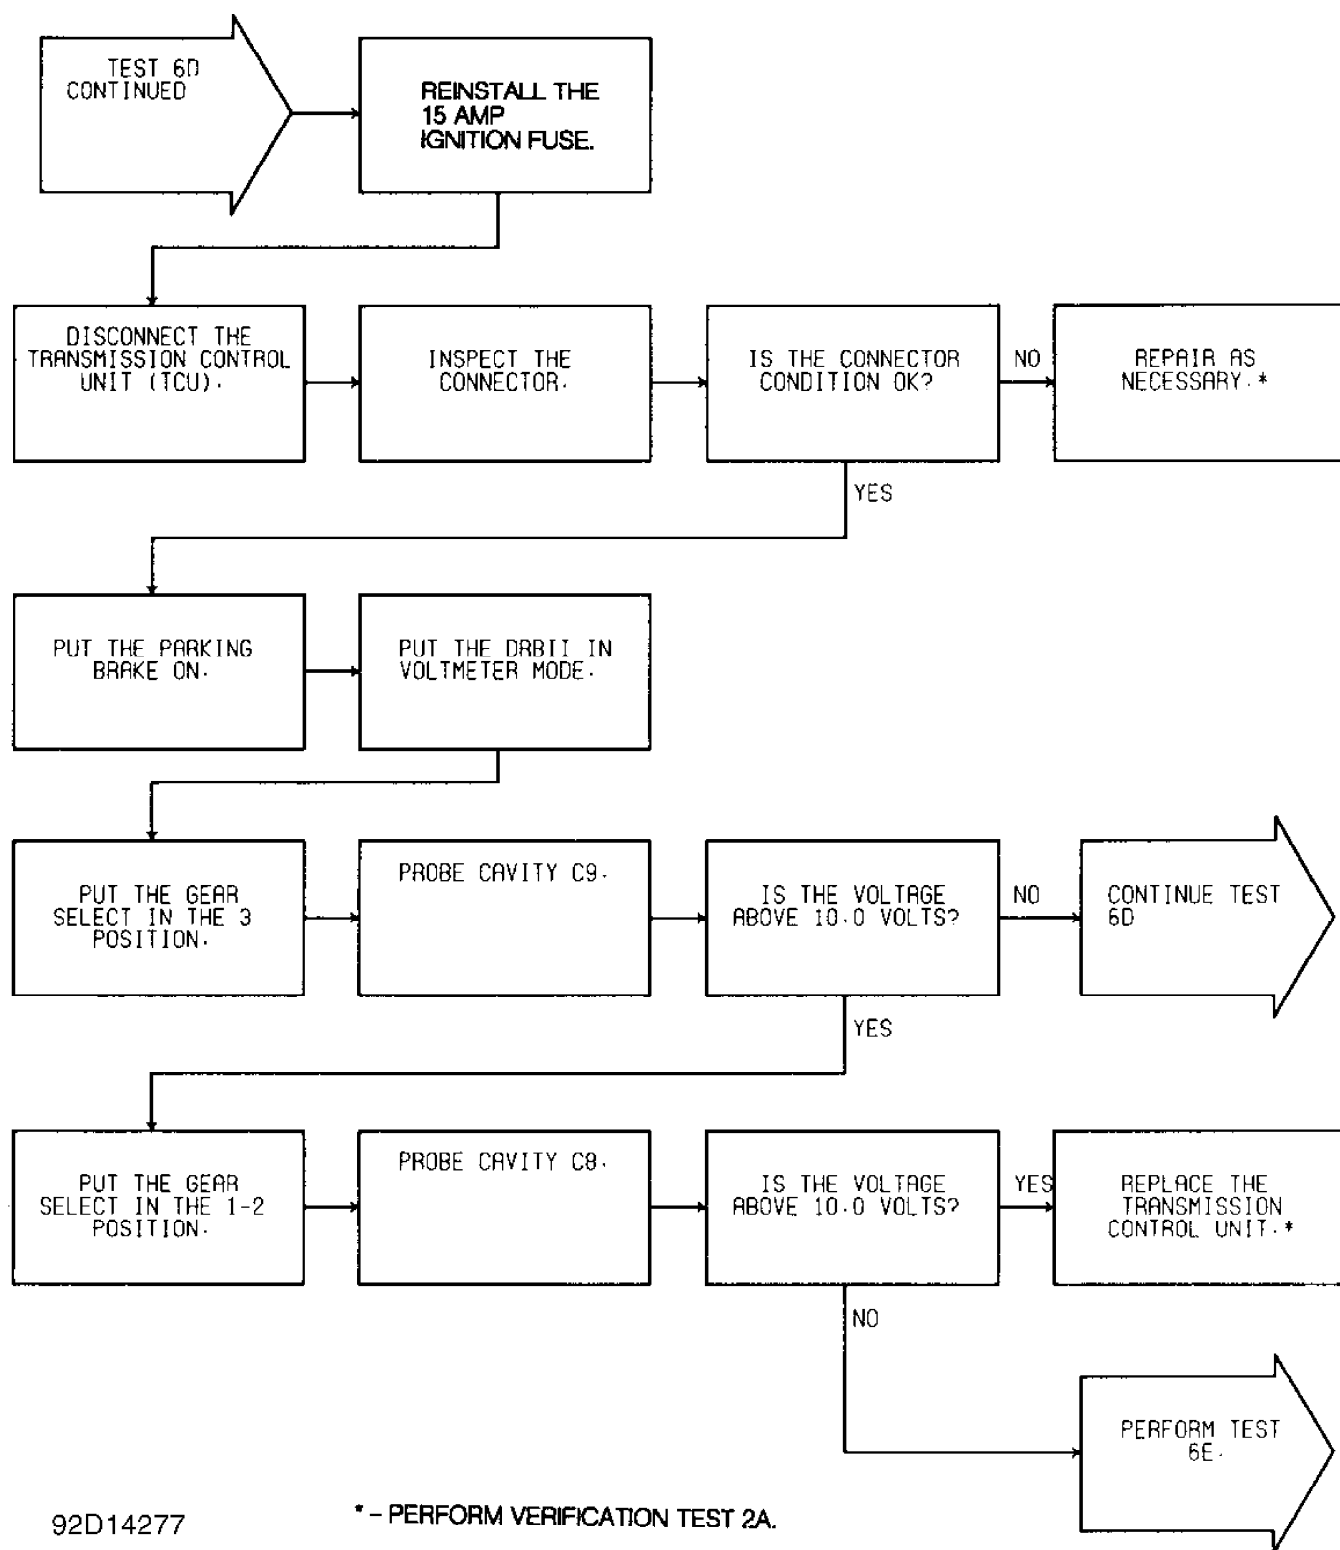 TEST 6D
CONTINUED
REINSTALL THE
15 AMP
IGNITION FUSE.
DISCONNECT THE
TRANSMISSION CONTROL
UNIT (TCU).
INSPECT THE
CONNECTOR.
IS THE CONNECTOR
CONDITION OK?
NO
REPAIR AS
NECESSARY.*
YES
PUT THE PARKING
BRAKE ON.
PUT THE DRBII IN
VOLTMETER MODE.
PUT THE GEAR
SELECT IN THE 3
POSITION.
PROBE CAVITY C9.
IS THE VOLTAGE
ABOVE 10.0 VOLTS?
NO
CONTINUE TEST
6D
YES
PUT THE GEAR
SELECT IN THE 1-2
POSITION.
PROBE CAVITY C8.
IS THE VOLTAGE
ABOVE 10.0 VOLTS?
YES
REPLACE THE
TRANSMISSION
CONTROL UNIT.*
NO
PERFORM TEST
6E.
92D14277
* - PERFORM VERIFICATION TEST 2A.